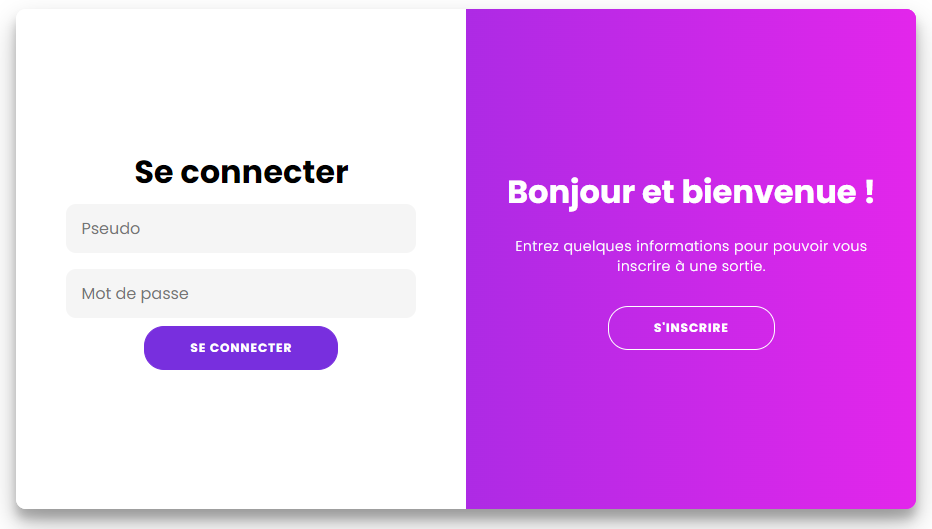 Se connecter
Pseudo
Mot de passe
SE CONNECTER
Bonjour et bienvenue !
Entrez quelques informations pour pouvoir vous
inscrire à une sortie.
S'INSCRIRE